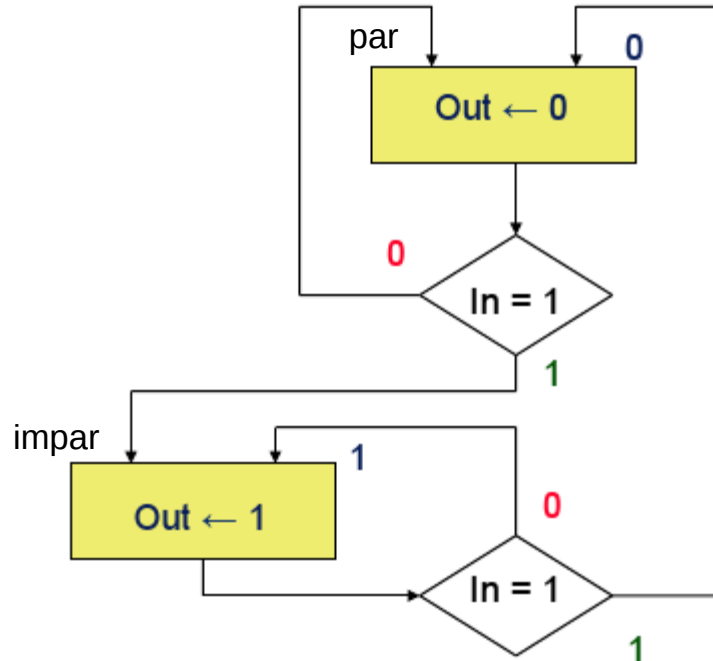 par
0
Out ← 0
0
In = 1
1
impar
1
Out ← 1
0
In = 1
1